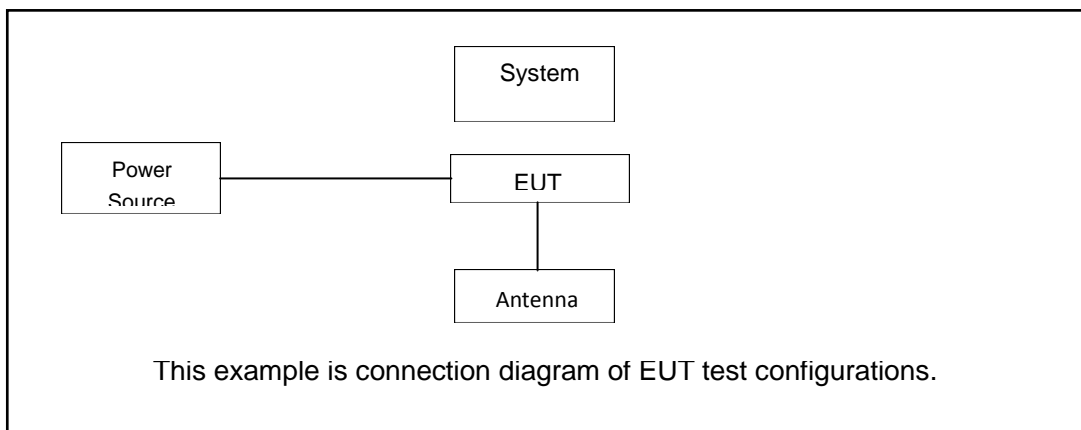 System
Power
Source
EUT
Antenna
This example is connection diagram of EUT test configurations.